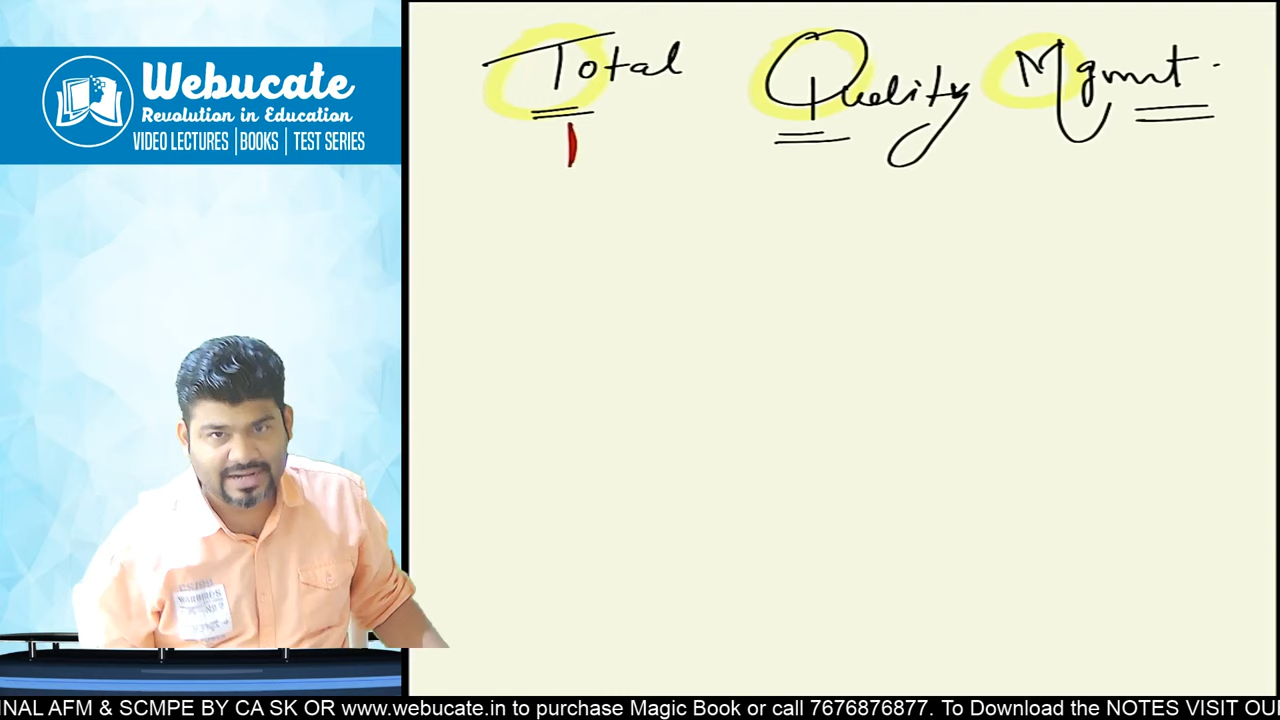 Webucate
Revolution in Education
VIDEO LECTURES | BOOKS | TEST SERIES
Total Quality Mgmnt.
INAL AFM & SCMPE BY CA SK OR www.webucate.in to purchase Magic Book or call 7676876877. To Download the NOTES VISIT OU